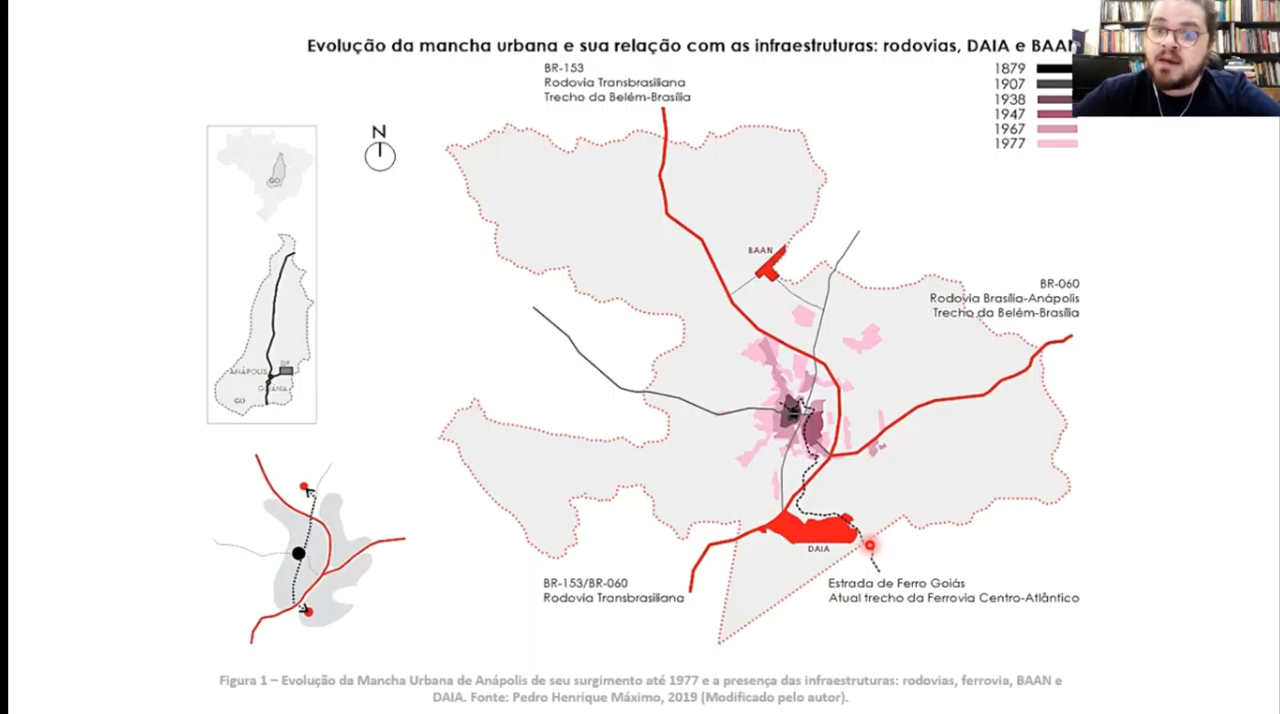 Evolução da mancha urbana e sua relação com as infraestruturas: rodovias, DAIA e BAAN
BR-153
Rodovia Transbrasiliana
Trecho da Belém-Brasília
1879
1907
1938
1947
1967
1977
N
GO
BAAN
BR-060
Rodovia Brasília-Anápolis
Trecho da Belém-Brasília
DF
ANÁPOLIS
GOIÂNIA
GO
DAIA
BR-153/BR-060
Rodovia Transbrasiliana
Estrada de Ferro Goiás
Atual trecho da Ferrovia Centro-Atlântico
Figura 1 – Evolução da Mancha Urbana de Anápolis de seu surgimento até 1977 e a presença das infraestruturas: rodovias, ferrovia, BAAN e
DAIA. Fonte: Pedro Henrique Máximo, 2019 (Modificado pelo autor).